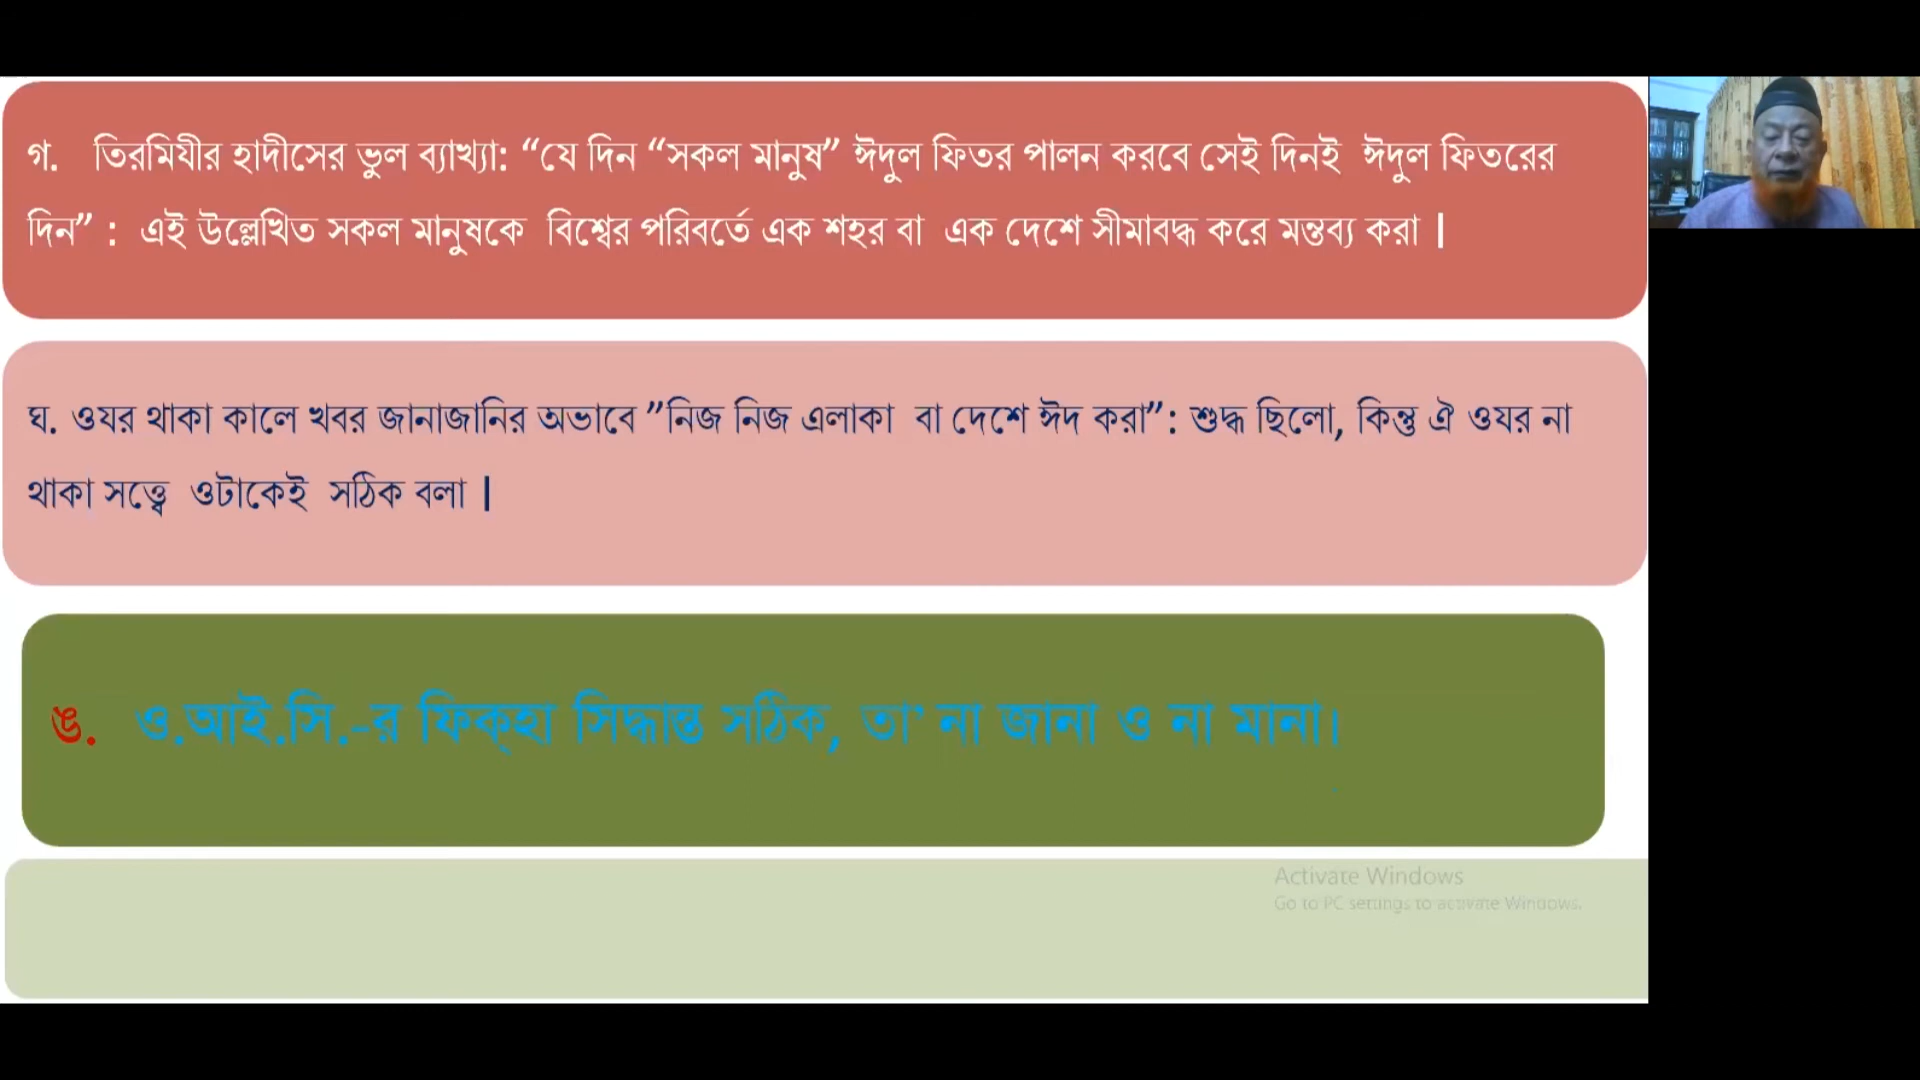 গ. তিরমিযীর হাদীসের ভুল ব্যাখ্যা: “যে দিন “সকল মানুষ” ঈদুল ফিতর পালন করবে সেই দিনই ঈদুল ফিতরের
দিন” : এই উল্লেখিত সকল মানুষকে বিশ্বের পরিবর্তে এক শহর বা এক দেশে সীমাবদ্ধ করে মন্তব্য করা |
ঘ. ওযর থাকা কালে খবর জানাজানির অভাবে ”নিজ নিজ এলাকা বা দেশে ঈদ করা”: শুদ্ধ ছিলো, কিন্তু ঐ ওযর না
থাকা সত্ত্বে ওটাকেই সঠিক বলা |
ঙ. ও.আই.সি.-র ফিক্‌হা সিদ্ধান্ত সঠিক, তা’ না জানা ও না মানা।
Activate Windows
Go to PC settings to activate Windows.